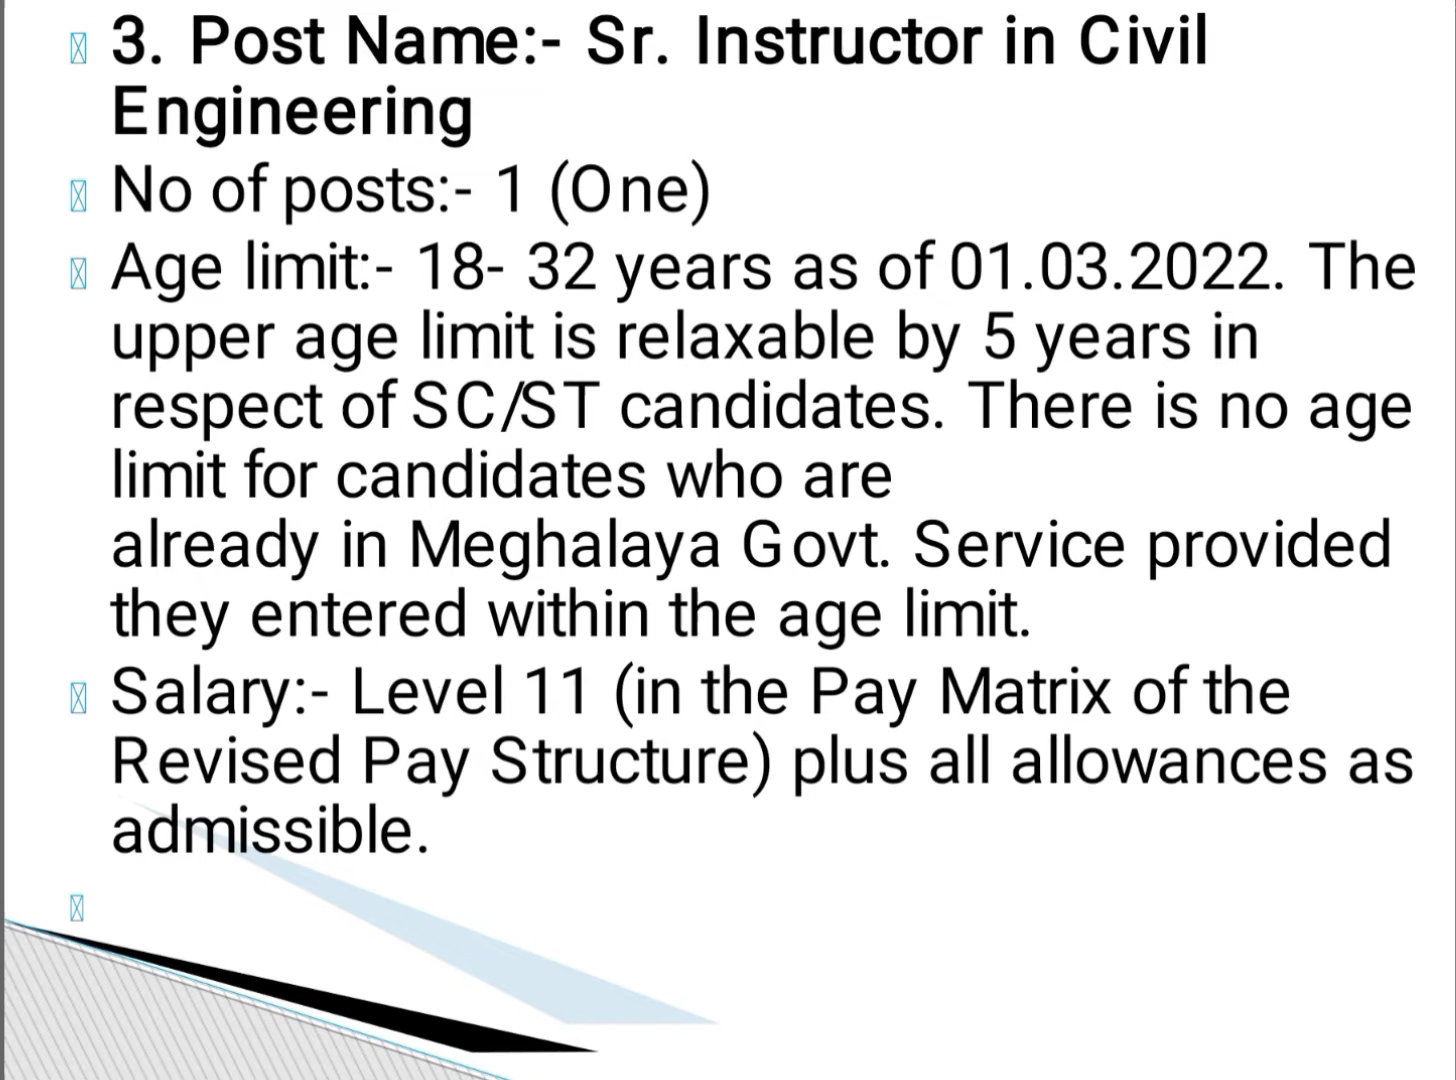 3. Post Name:- Sr. Instructor in Civil
Engineering
No of posts:- 1 (One)
Age limit:- 18- 32 years as of 01.03.2022. The
upper age limit is relaxable by 5 years in
respect of SC/ST candidates. There is no age
limit for candidates who are
already in Meghalaya Govt. Service provided
they entered within the age limit.
Salary:- Level 11 (in the Pay Matrix of the
Revised Pay Structure) plus all allowances as
admissible.